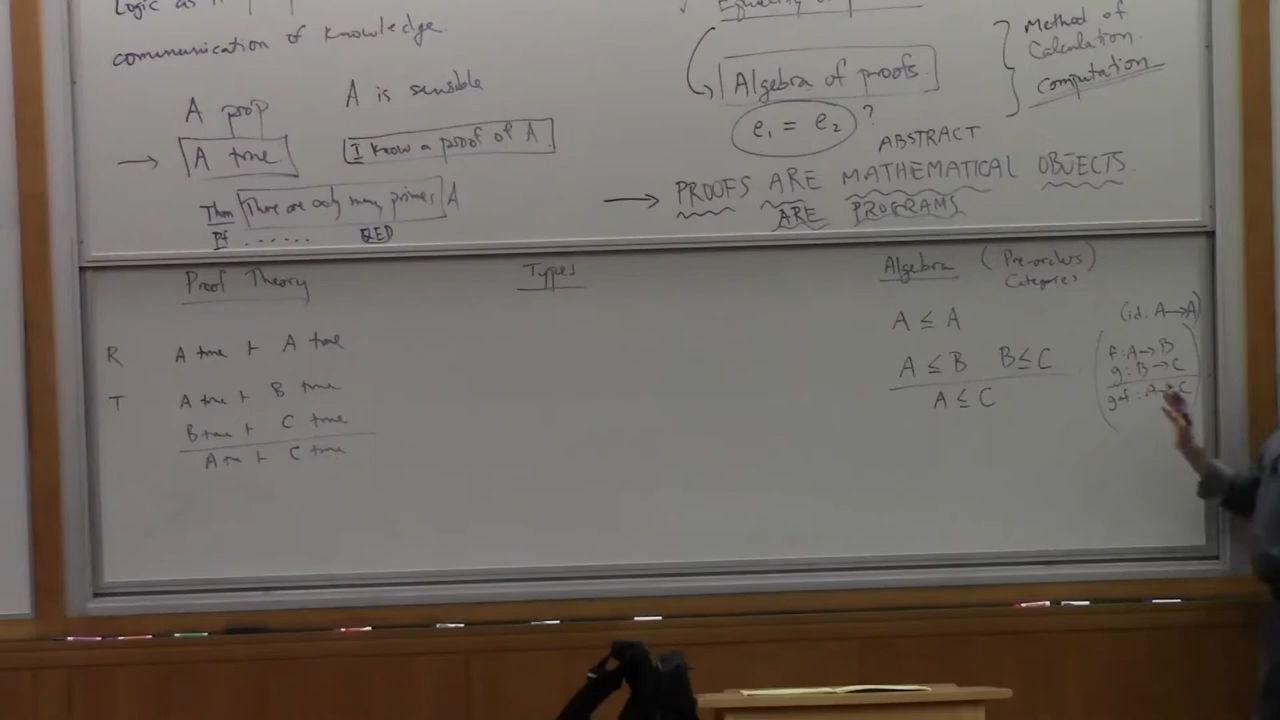 Logic as
communication of knowledge.
A prop
A is sensible
→ A true
I know a proof of A.
Thm There are only many primes A
Pf ...... QED
√ Equality of
Algebra of proofs.
e₁ = e₂ ?
Method of
Calculation.
computation
ABSTRACT
→ PROOFS ARE MATHEMATICAL OBJECTS
ARE PROGRAMS
Proof Theory
R A true ⊢ A true
T A true ⊢ B true
B true ⊢ C true
A true ⊢ C true
Types
Algebra (Pre-orders)
Categories
A ≤ A
(id: A→A)
A ≤ B B ≤ C
A ≤ C
f: A→B
g: B→C
g∘f: A→C